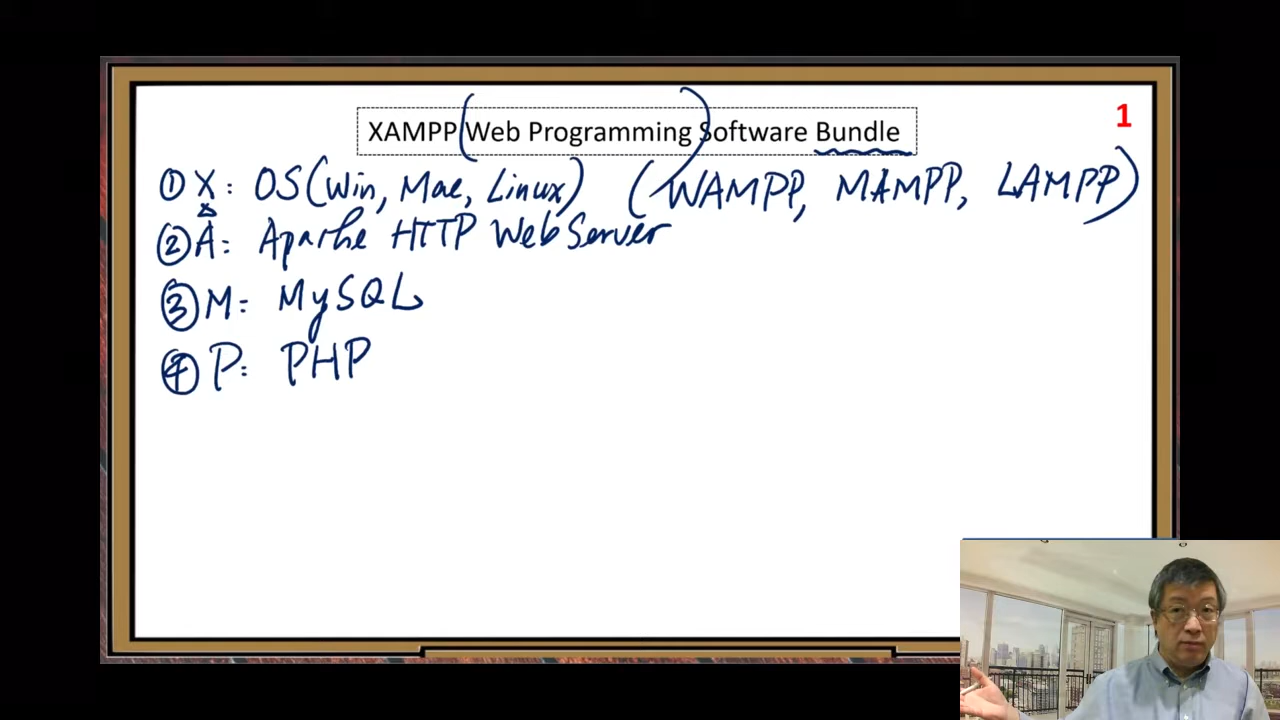 1
XAMPP (Web Programming) Software Bundle
① X: OS (Win, Mac, Linux) (WAMPP, MAMPP, LAMPP)
② A: Apache HTTP Web Server
③ M: MySQL
④ P: PHP